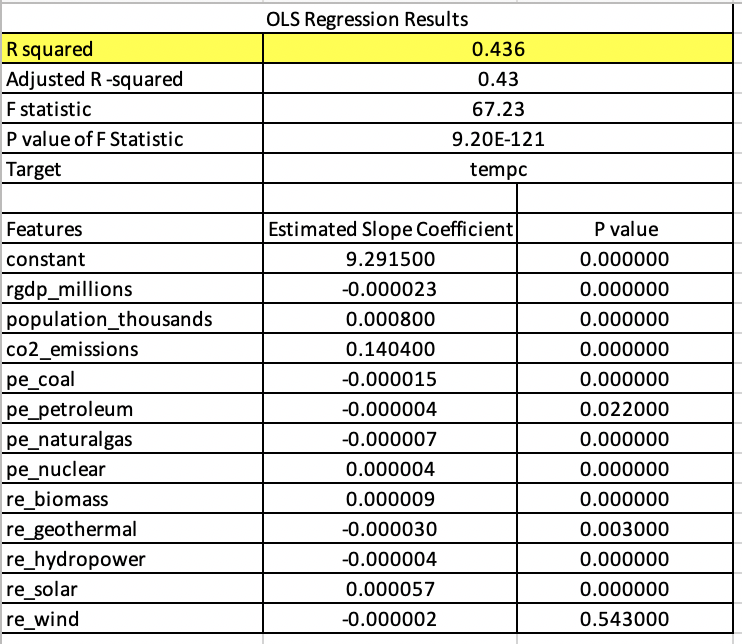 OLS Regression Results
R squared 0.436
Adjusted R -squared 0.43
F statistic 67.23
P value of F Statistic 9.20E-121
Target tempc
Features Estimated Slope Coefficient P value
constant 9.291500 0.000000
rgdp_millions -0.000023 0.000000
population_thousands 0.000800 0.000000
co2_emissions 0.140400 0.000000
pe_coal -0.000015 0.000000
pe_petroleum -0.000004 0.022000
pe_naturalgas -0.000007 0.000000
pe_nuclear 0.000004 0.000000
re_biomass 0.000009 0.000000
re_geothermal -0.000030 0.003000
re_hydropower -0.000004 0.000000
re_solar 0.000057 0.000000
re_wind -0.000002 0.543000